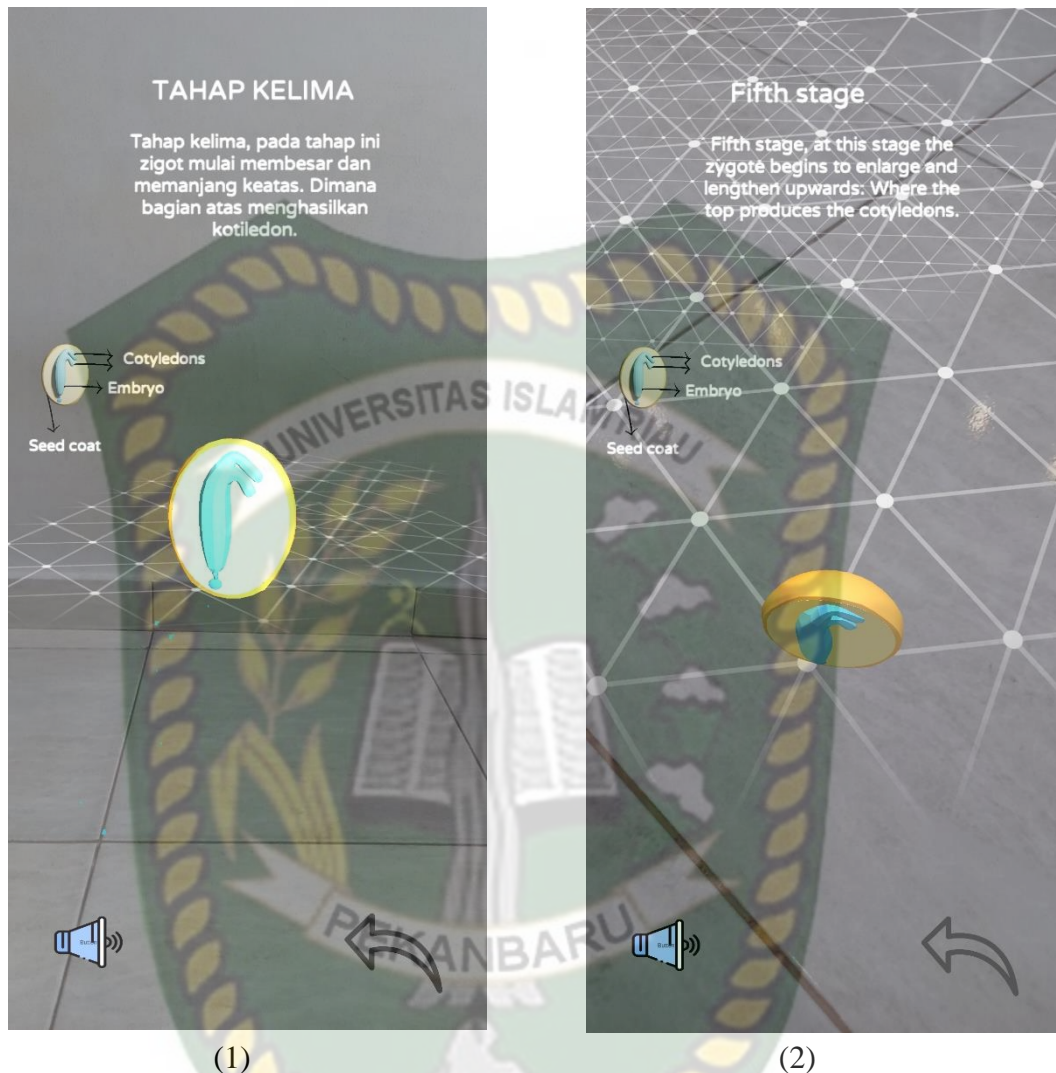 TAHAP KELIMA
Tahap kelima, pada tahap ini
zigot mulai membesar dan
memanjang keatas. Dimana
bagian atas menghasilkan
kotiledon.
Cotyledons
Embryo
Seed coat
Button
(1)
Fifth stage
Fifth stage, at this stage the
zygote begins to enlarge and
lengthen upwards: Where the
top produces the cotyledons.
Cotyledons
Embryo
Seed coat
(2)
UNIVERSITAS ISLAM RIAU
PEKANBARU